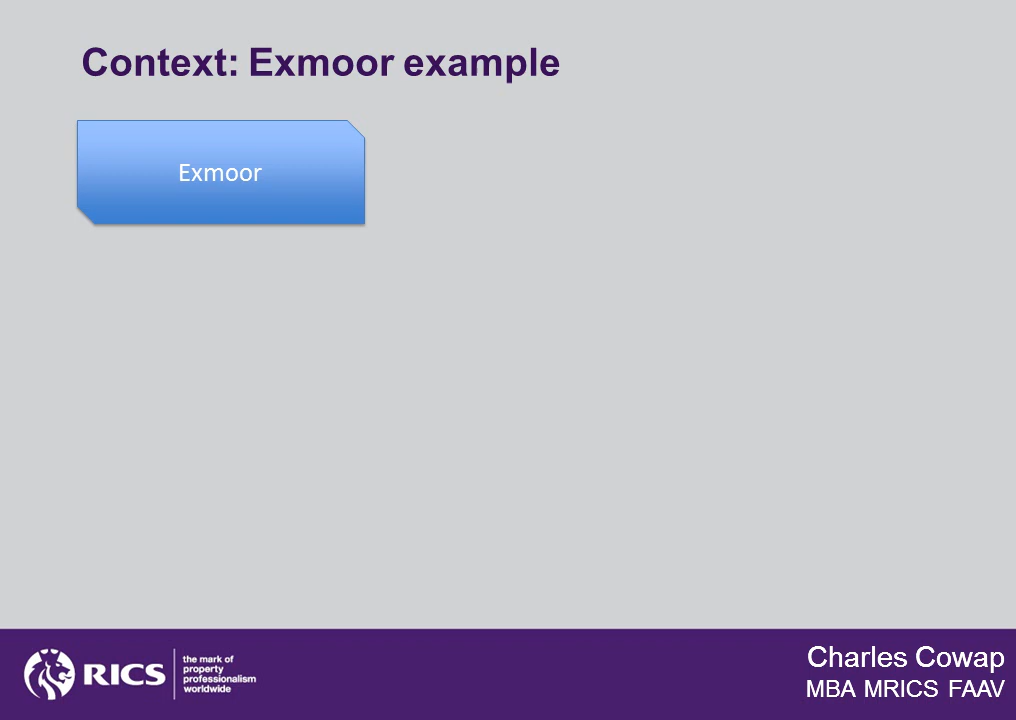 Context: Exmoor example
Exmoor
RICS
the mark of
property
professionalism
worldwide
Charles Cowap
MBA MRICS FAAV